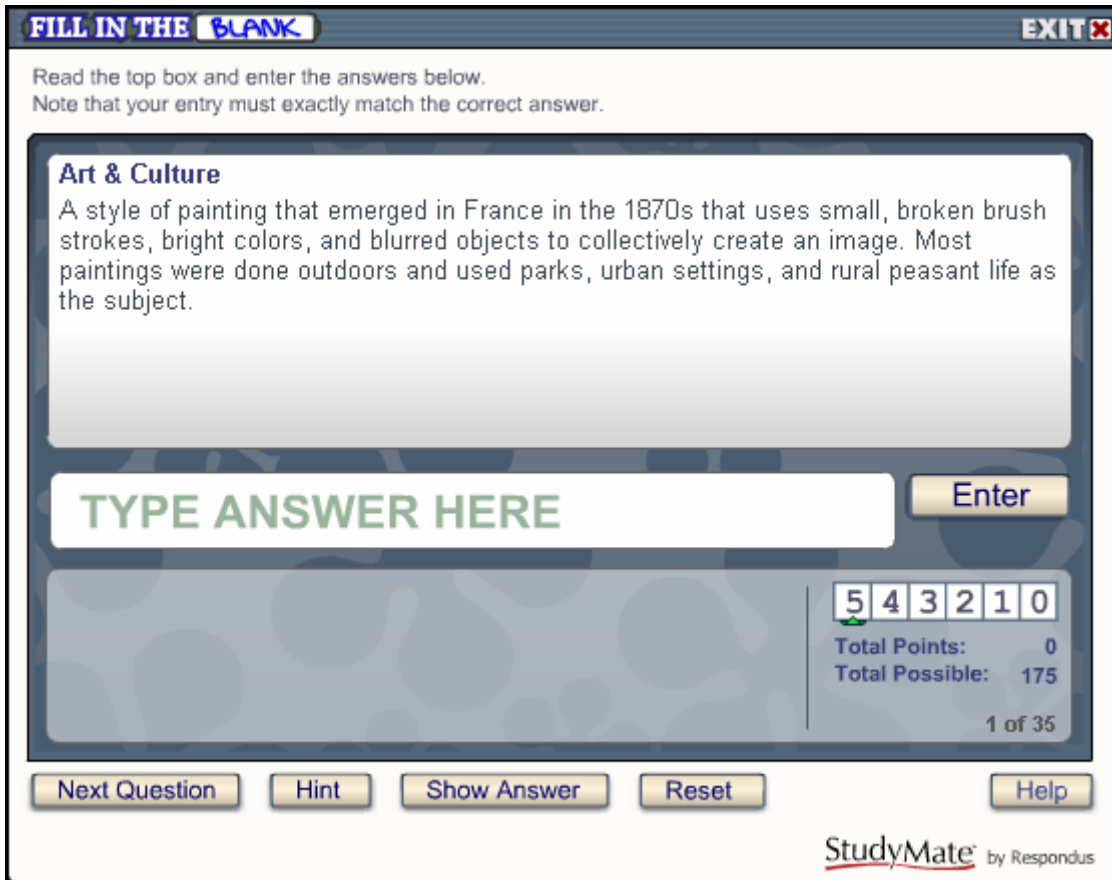 FILL IN THE BLANK
EXIT
Read the top box and enter the answers below.
Note that your entry must exactly match the correct answer.
Art & Culture
A style of painting that emerged in France in the 1870s that uses small, broken brush
strokes, bright colors, and blurred objects to collectively create an image. Most
paintings were done outdoors and used parks, urban settings, and rural peasant life as
the subject.
TYPE ANSWER HERE
Enter
5 4 3 2 1 0
Total Points: 0
Total Possible: 175
1 of 35
Next Question Hint Show Answer Reset Help
StudyMate by Respondus